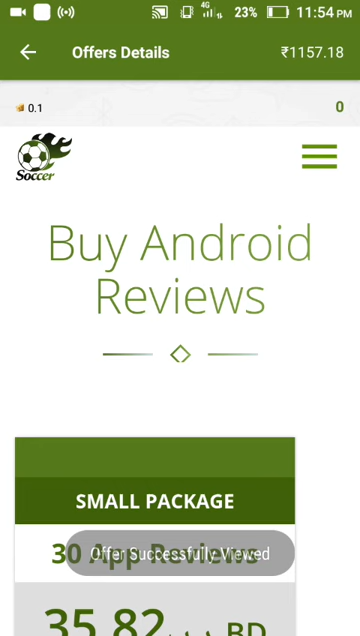 4G 23% 11:54 PM
Offers Details ₹1157.18
0.1 0
Soccer
Buy Android
Reviews
SMALL PACKAGE
30 App Reviews
Offer Successfully Viewed
35.82